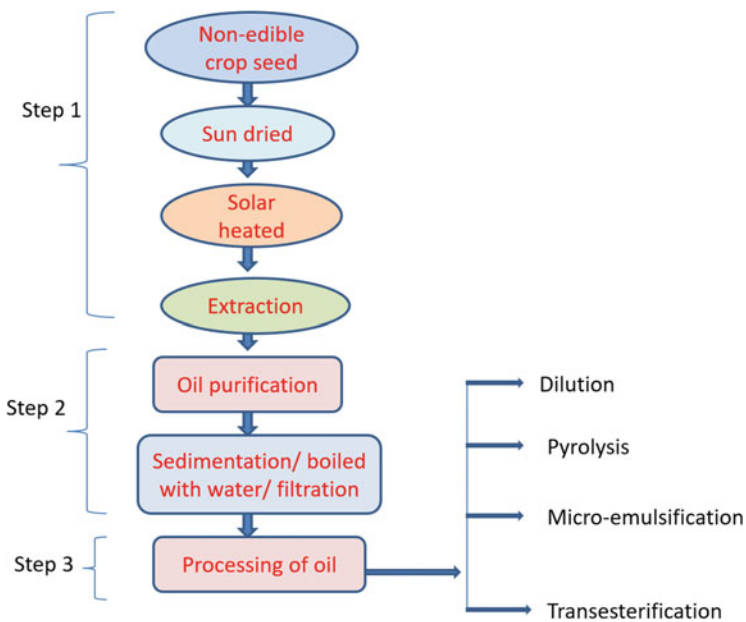 Non-edible
crop seed
Step 1
Sun dried
Solar
heated
Extraction
Oil purification
Step 2
Sedimentation/ boiled
with water/ filtration
Step 3
Processing of oil
Dilution
Pyrolysis
Micro-emulsification
Transesterification